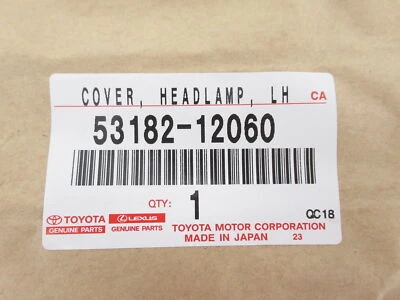 COVER, HEADLAMP, LH CA
53182-12060
QTY: 1 QC18
TOYOTA LEXUS TOYOTA MOTOR CORPORATION
GENUINE PARTS GENUINE PARTS MADE IN JAPAN 23